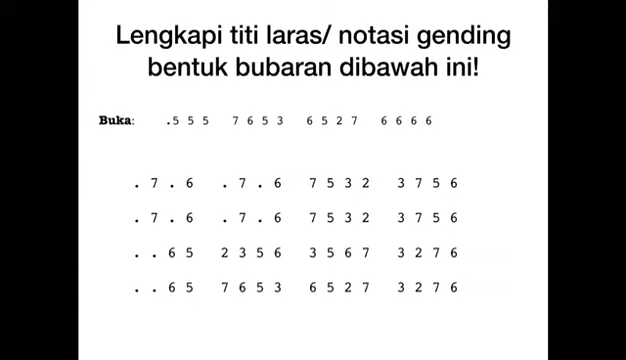 Lengkapi titi laras/ notasi gending
bentuk bubaran dibawah ini!
Buka: .5 5 5 7 6 5 3 6 5 2 7 6 6 6 6
. 7 . 6 . 7 . 6 7 5 3 2 3 7 5 6
. 7 . 6 . 7 . 6 7 5 3 2 3 7 5 6
. . 6 5 2 3 5 6 3 5 6 7 3 2 7 6
. . 6 5 7 6 5 3 6 5 2 7 3 2 7 6